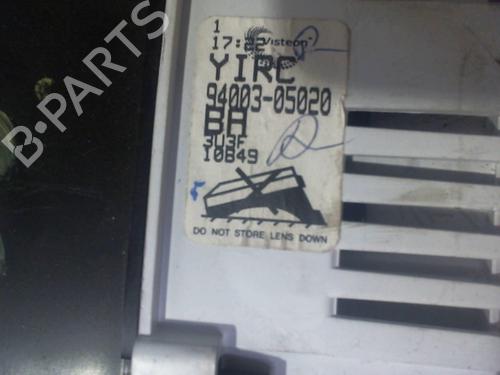 1
17:22 Visteon
YIRC
94003-05020
BA
3U3F
10849
DO NOT STORE LENS DOWN
B-PARTS